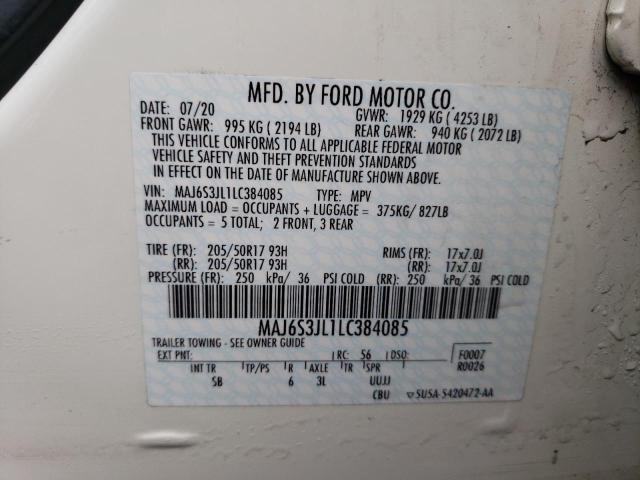 MFD. BY FORD MOTOR CO.
DATE: 07/20 GVWR: 1929 KG ( 4253 LB)
FRONT GAWR: 995 KG ( 2194 LB) REAR GAWR: 940 KG ( 2072 LB)
THIS VEHICLE CONFORMS TO ALL APPLICABLE FEDERAL MOTOR
VEHICLE SAFETY AND THEFT PREVENTION STANDARDS
IN EFFECT ON THE DATE OF MANUFACTURE SHOWN ABOVE.
VIN: MAJ6S3JL1LC384085 TYPE: MPV
MAXIMUM LOAD = OCCUPANTS + LUGGAGE = 375KG/ 827LB
OCCUPANTS = 5 TOTAL; 2 FRONT, 3 REAR
TIRE (FR): 205/50R17 93H RIMS (FR): 17x7.0J
(RR): 205/50R17 93H (RR): 17x7.0J
PRESSURE (FR): 250 kPa/ 36 PSI COLD (RR): 250 kPa/ 36 PSI COLD
MAJ6S3JL1LC384085
TRAILER TOWING - SEE OWNER GUIDE
EXT PNT: RC: 56 DSO: F0007
R0026
INT TR TP/PS R AXLE TR SPR
SB 6 3L UUJJ
CBU SU5A-5420472-AA